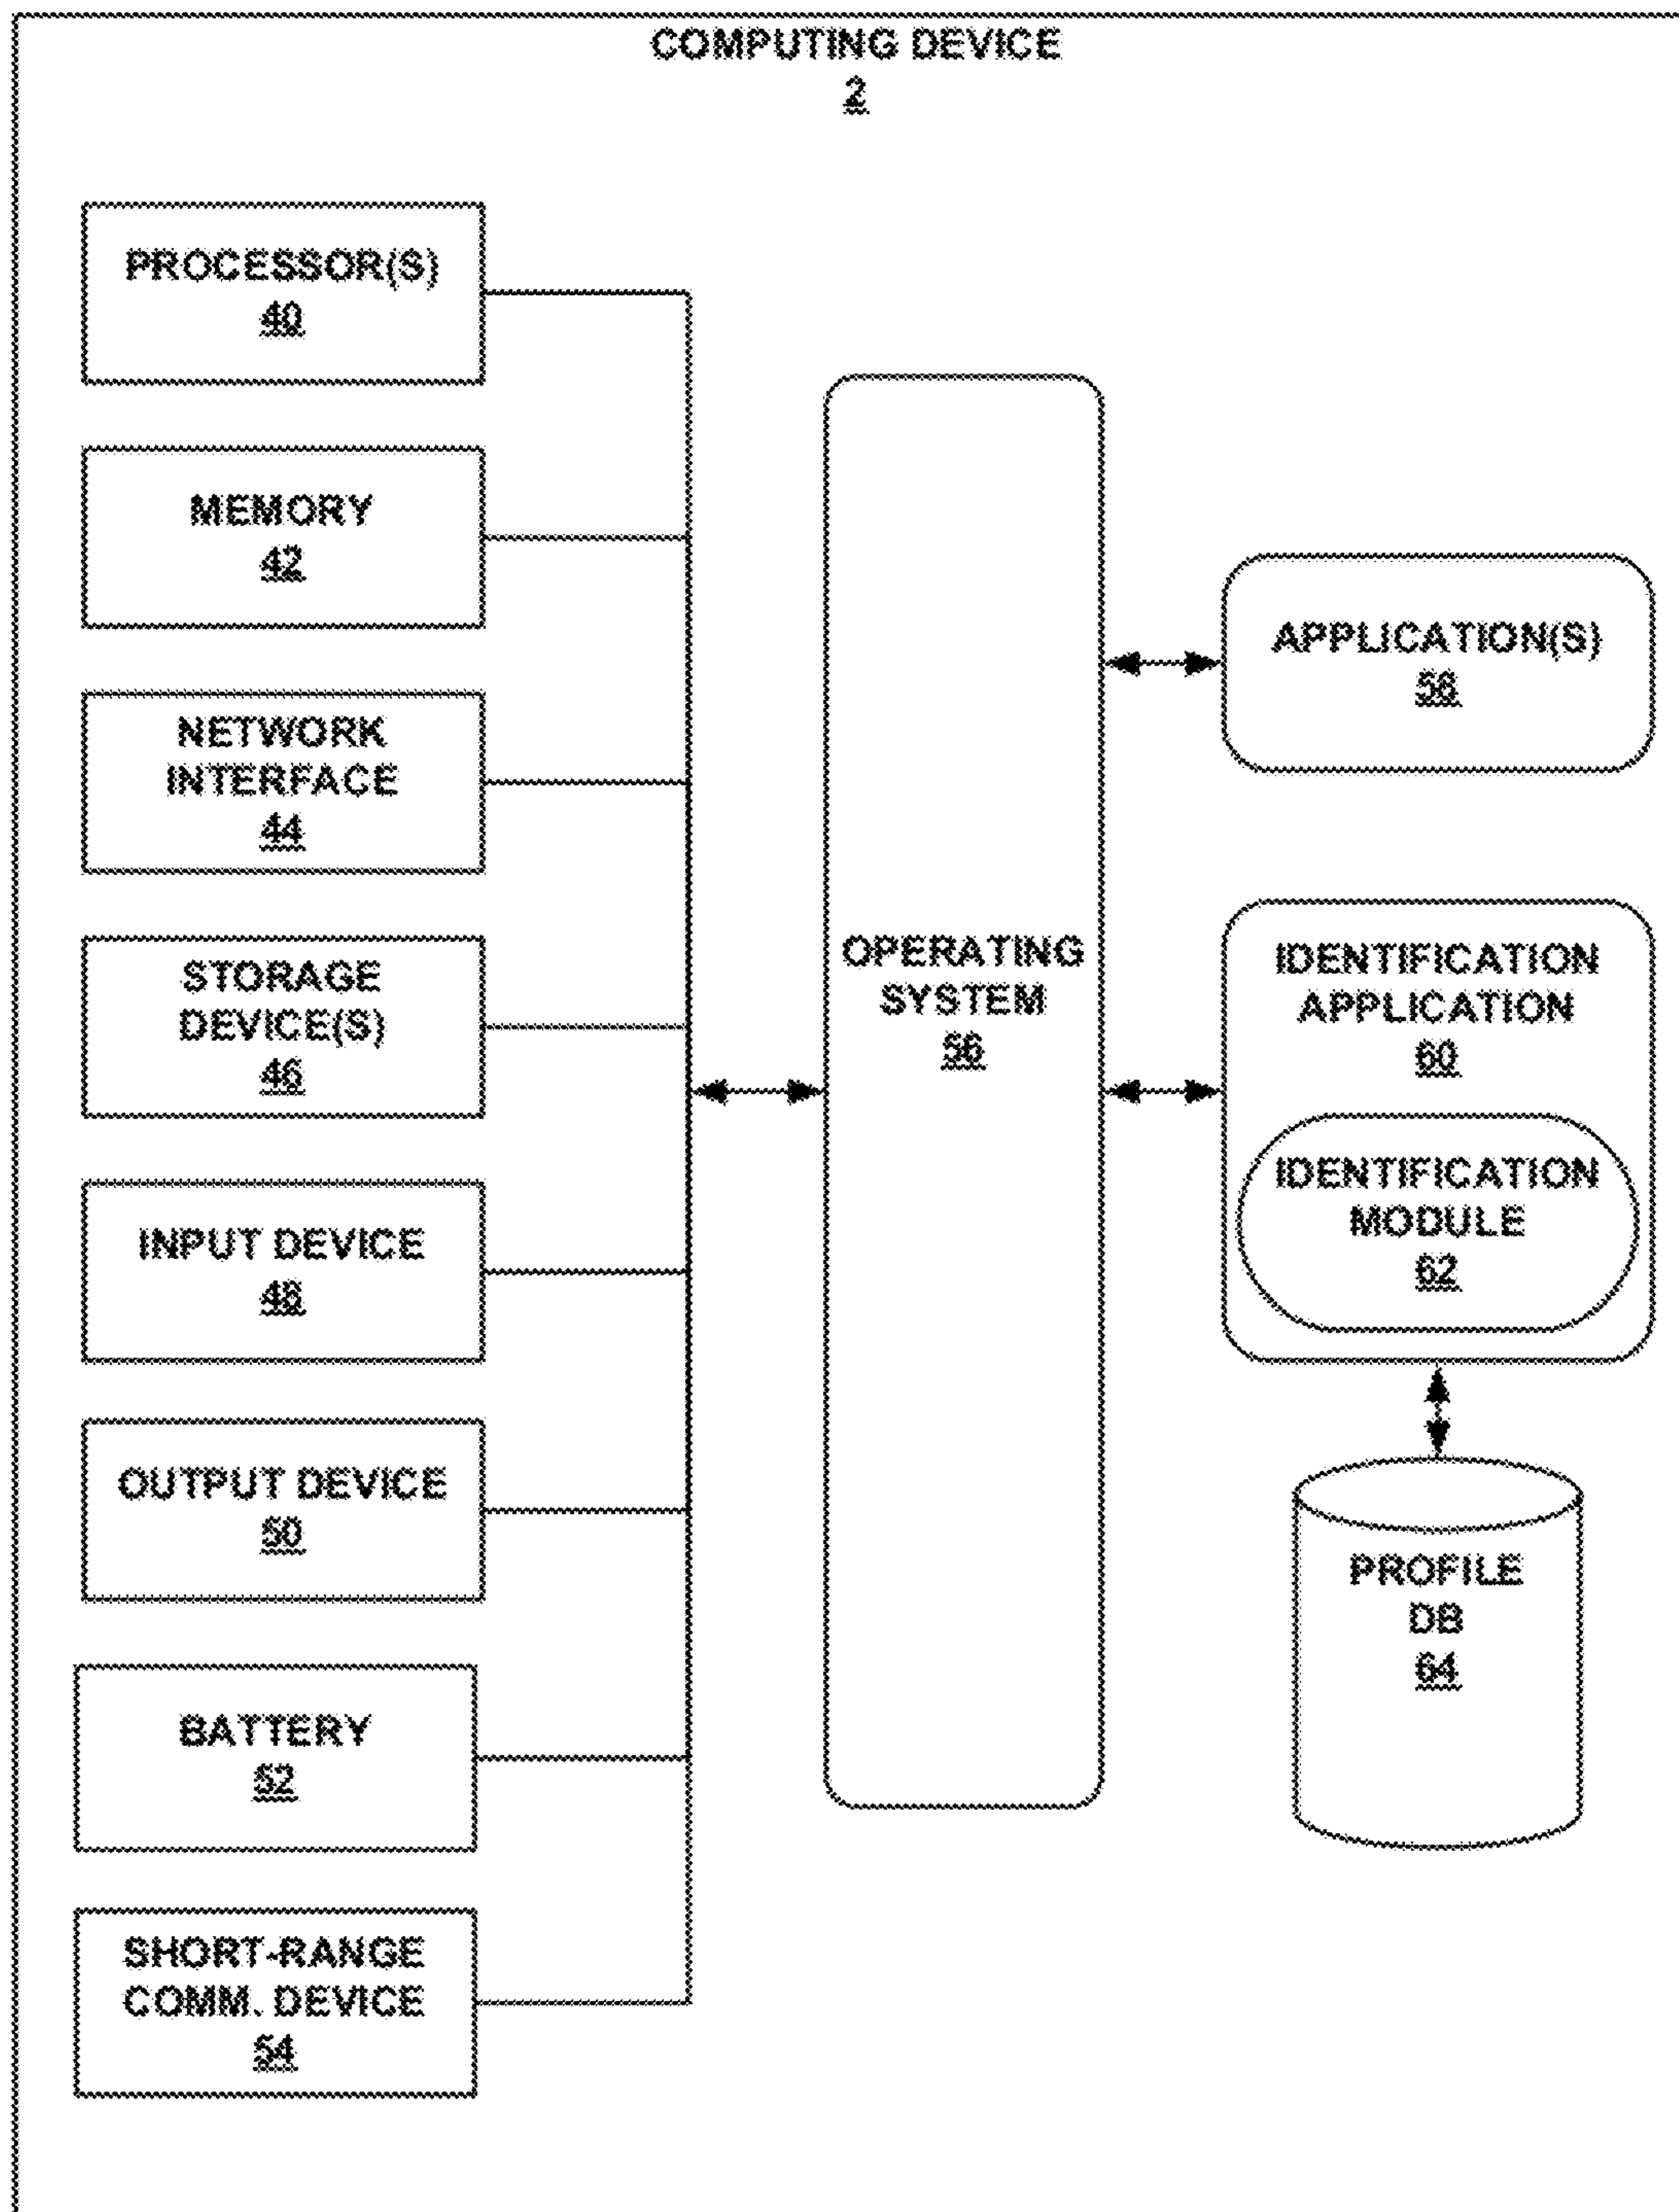 COMPUTING DEVICE
2
PROCESSOR(S)
40
MEMORY
42
NETWORK
INTERFACE
44
STORAGE
DEVICE(S)
46
INPUT DEVICE
48
OUTPUT DEVICE
50
BATTERY
52
SHORT-RANGE
COMM. DEVICE
54
OPERATING
SYSTEM
56
APPLICATION(S)
58
IDENTIFICATION
APPLICATION
60
IDENTIFICATION
MODULE
62
PROFILE
DB
64